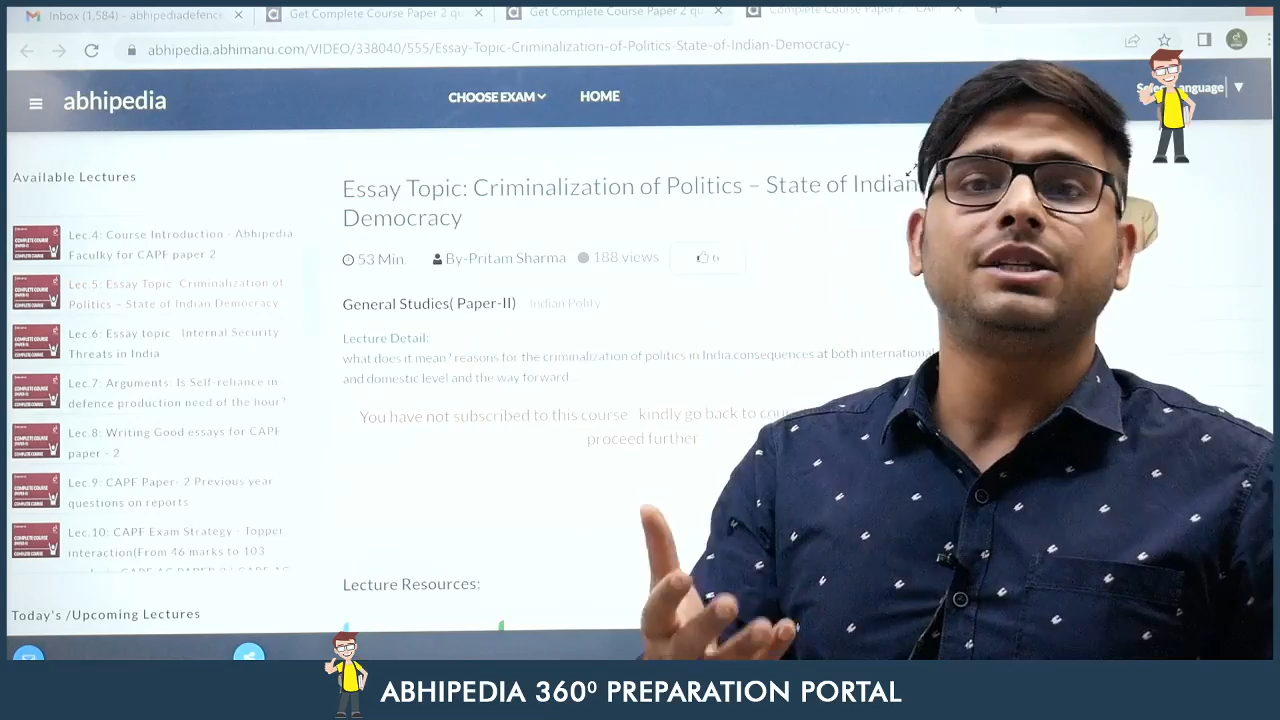 Inbox (1,584) - abhipediadefence
Get Complete Course Paper 2 qu
Get Complete Course Paper 2 qu
Complete Course Paper 2
abhipedia.abhimanu.com/VIDEO/338040/555/Essay-Topic-Criminalization-of-Politics-State-of-Indian-Democracy-
abhipedia
CHOOSE EXAM
HOME
Language
Available Lectures
Lec.4: Course Introduction - Abhipedia
Faculky for CAPF paper 2
Lec.5: Essay Topic Criminalization of
Politics – State of Indian Democracy
Lec.6: Essay topic Internal Security
Threats in India
Lec.7: Arguments: Is Self-reliance in
defence production need of the hour?
Lec.8: Writing Good essays for CAPF
paper - 2
Lec.9: CAPF Paper- 2 Previous year
questions on reports
Lec.10: CAPF Exam Strategy - Topper
interaction(From 46 marks to 103
Today's /Upcoming Lectures
Essay Topic: Criminalization of Politics – State of Indian
Democracy
53 Min.
By-Pritam Sharma
188 views
6
General Studies( Paper-II)
Indian Polity
Lecture Detail:
what does it mean? reasons for the criminalization of politics in India consequences at both international
and domestic level and the way forward...
You have not subscribed to this course kindly go back to
proceed further
Lecture Resources:
ABHIPEDIA 360⁰ PREPARATION PORTAL